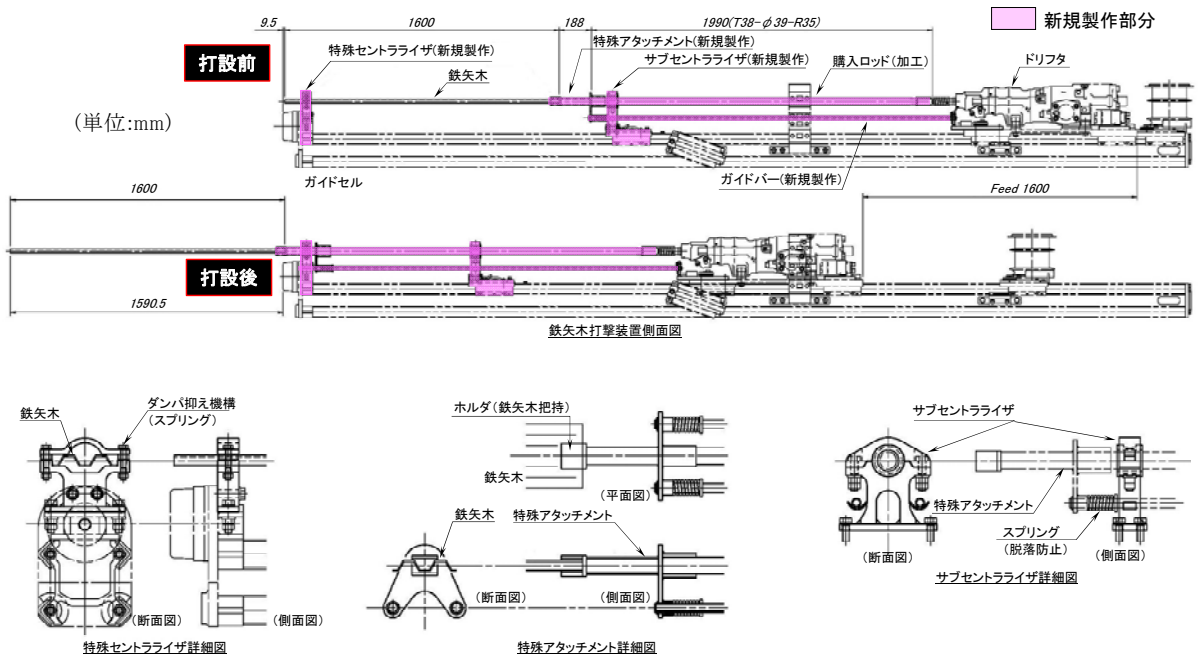 9.5
1600
188
1990(T38-φ39-R35)
新規製作部分
打設前
特殊セントラライザ(新規製作)
特殊アタッチメント(新規製作)
サブセントラライザ(新規製作)
購入ロッド(加工)
ドリフタ
鉄矢木
(単位:mm)
ガイドセル
ガイドバー(新規製作)
1600
Feed 1600
打設後
1590.5
鉄矢木打撃装置側面図
鉄矢木
ダンパ抑え機構
(スプリング)
(断面図)
(側面図)
特殊セントラライザ詳細図
ホルダ(鉄矢木把持)
鉄矢木
(平面図)
鉄矢木
特殊アタッチメント
(断面図)
(側面図)
特殊アタッチメント詳細図
サブセントラライザ
特殊アタッチメント
スプリング
(脱落防止)
(断面図)
(側面図)
サブセントラライザ詳細図